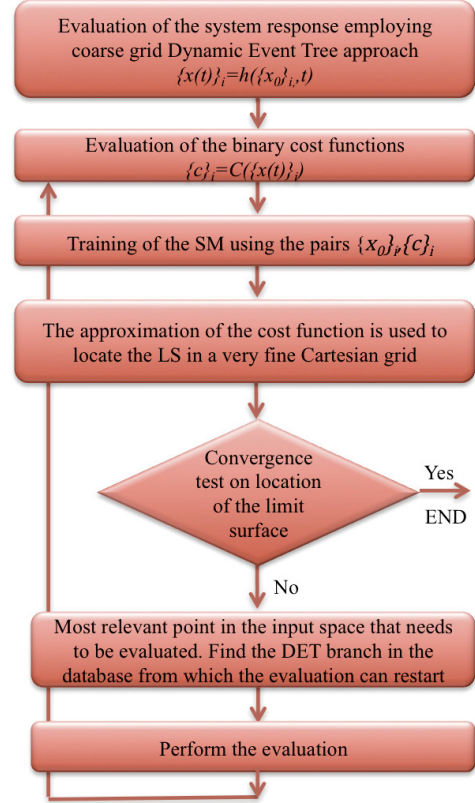 Evaluation of the system response employing
coarse grid Dynamic Event Tree approach
{x(t)}i=h({x0}i,,t)
Evaluation of the binary cost functions
{c}i=C({x(t)}i)
Training of the SM using the pairs {x0}i,{c}i
The approximation of the cost function is used to
locate the LS in a very fine Cartesian grid
Convergence
test on location
of the limit
surface
Yes
END
No
Most relevant point in the input space that needs
to be evaluated. Find the DET branch in the
database from which the evaluation can restart
Perform the evaluation